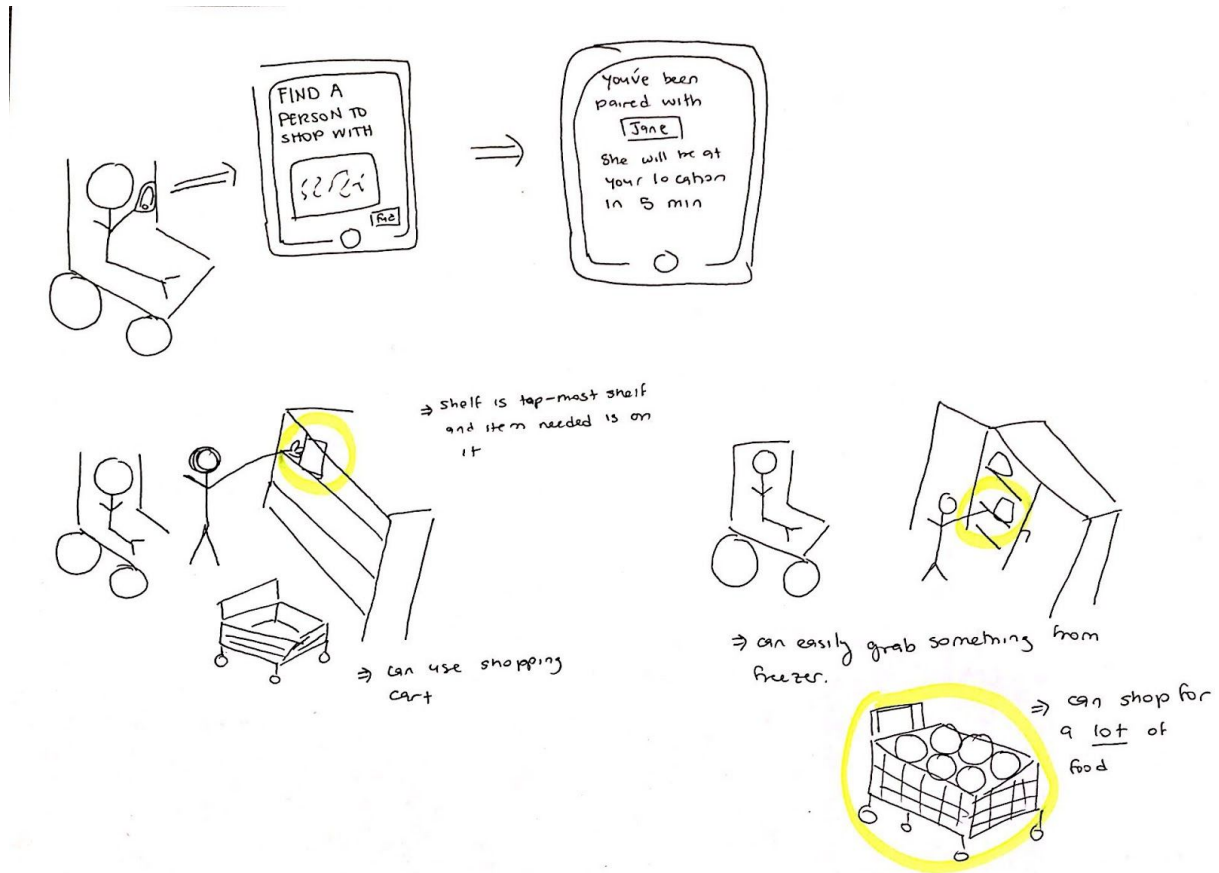 FIND A
PERSON TO
SHOP WITH
You've been
paired with
Jane
She will be at
your location
in 5 min
⇒ shelf is top-most shelf
and item needed is on
it
⇒ can use shopping
cart
⇒ can easily grab something from
freezer.
⇒ can shop for
a lot of
food